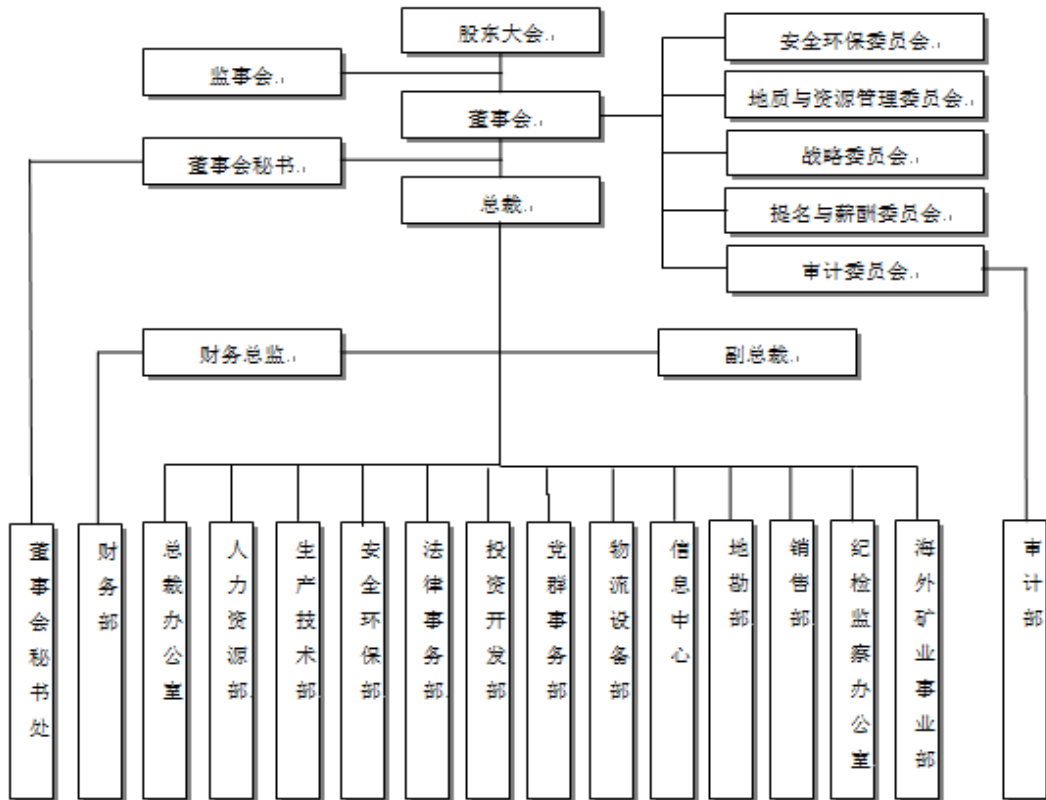 股东大会
安全环保委员会
监事会
地质与资源管理委员会
董事会
董事会秘书
战略委员会
总裁
提名与薪酬委员会
审计委员会
财务总监
副总裁
董事会秘书处
财务部
总裁办公室
人力资源部
生产技术部
安全环保部
法律事务部
投资开发部
党群事务部
物流设备部
信息中心
地勘部
销售部
纪检监察办公室
海外矿业事业部
审计部